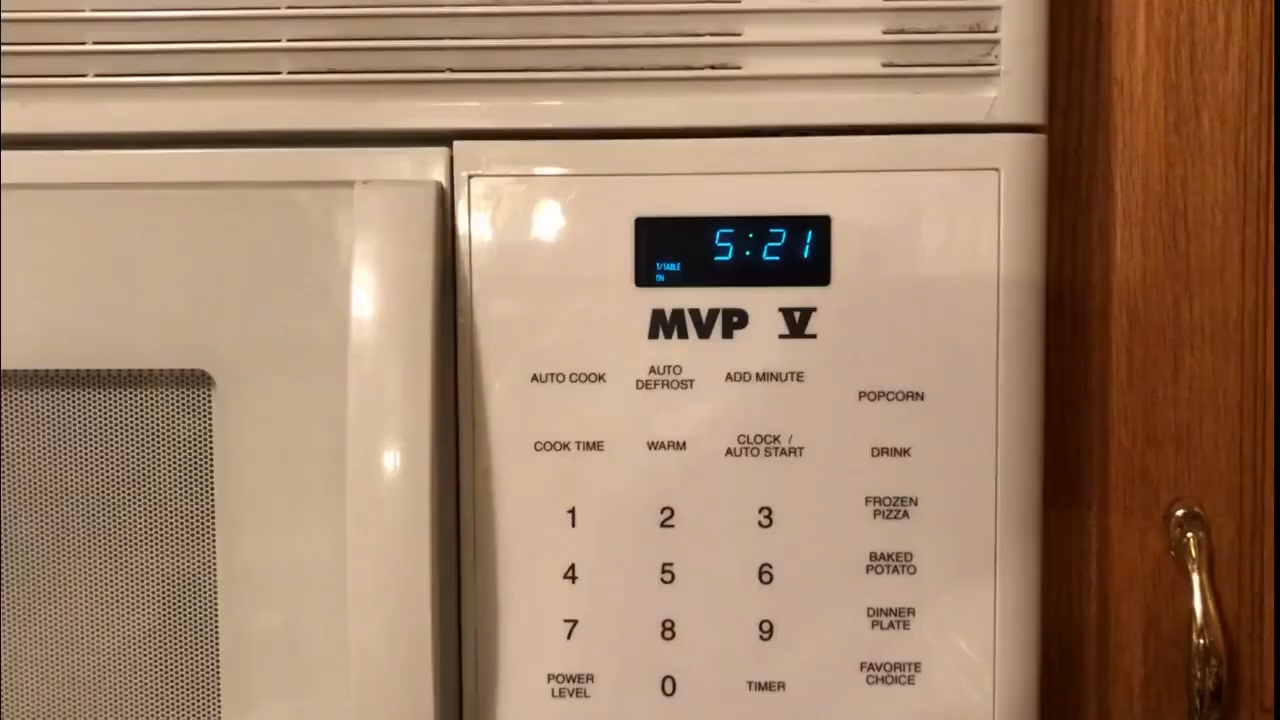 5:21
T/TABLE
ON
MVP V
AUTO COOK
AUTO
DEFROST
ADD MINUTE
POPCORN
COOK TIME
WARM
CLOCK /
AUTO START
DRINK
1 2 3
FROZEN
PIZZA
4 5 6
BAKED
POTATO
7 8 9
DINNER
PLATE
POWER
LEVEL
0
TIMER
FAVORITE
CHOICE